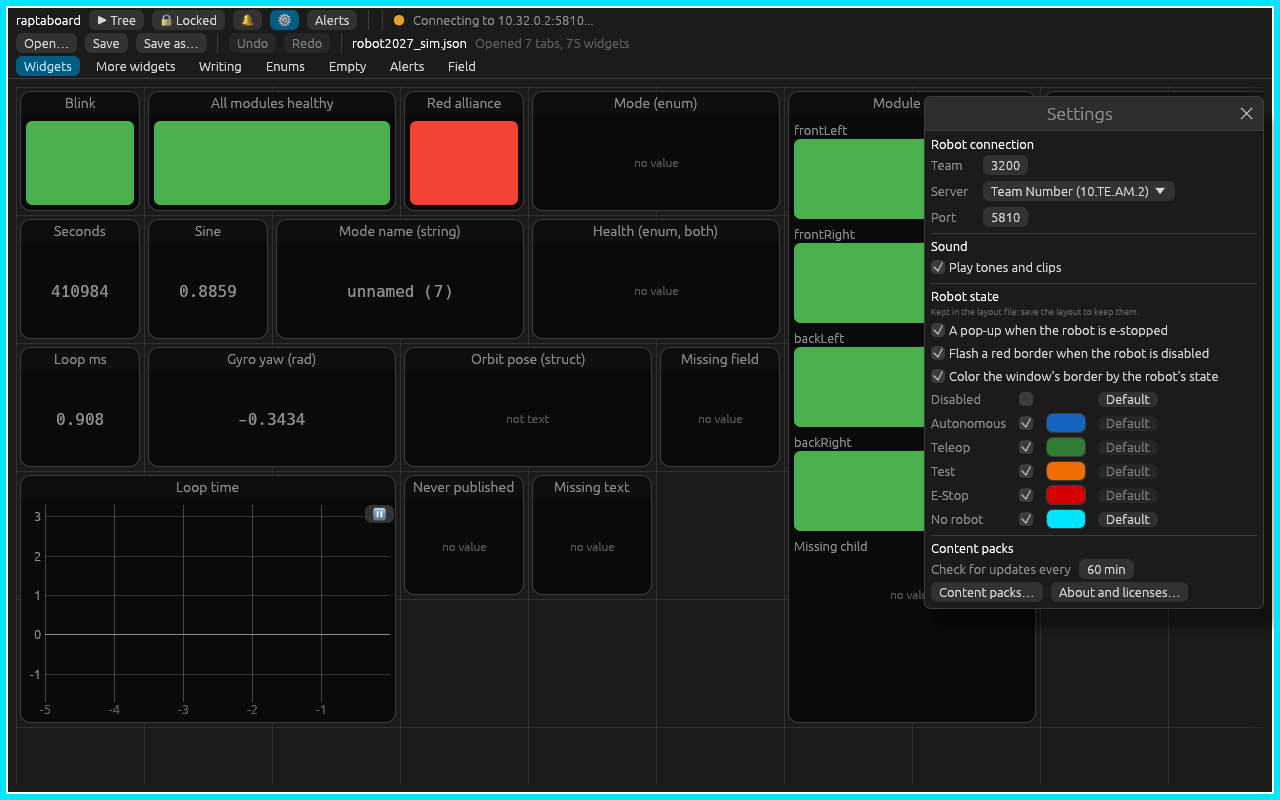 raptaboard ▶ Tree 🔒 Locked 🔔 ⚙ Alerts Connecting to 10.32.0.2:5810...
Open… Save Save as… Undo Redo robot2027_sim.json Opened 7 tabs, 75 widgets
Widgets More widgets Writing Enums Empty Alerts Field
Blink
All modules healthy
Red alliance
Mode (enum)
no value
Seconds
410984
Sine
0.8859
Mode name (string)
unnamed (7)
Health (enum, both)
no value
Loop ms
0.908
Gyro yaw (rad)
-0.3434
Orbit pose (struct)
not text
Missing field
no value
Loop time
3
2
1
0
-1
-5 -4 -3 -2 -1
Never published
no value
Missing text
no value
Module
frontLeft
frontRight
backLeft
backRight
Missing child
no valu
Settings
Robot connection
Team 3200
Server Team Number (10.TE.AM.2)
Port 5810
Sound
Play tones and clips
Robot state
Kept in the layout file: save the layout to keep them.
A pop-up when the robot is e-stopped
Flash a red border when the robot is disabled
Color the window's border by the robot's state
Disabled Default
Autonomous Default
Teleop Default
Test Default
E-Stop Default
No robot Default
Content packs
Check for updates every 60 min
Content packs… About and licenses…